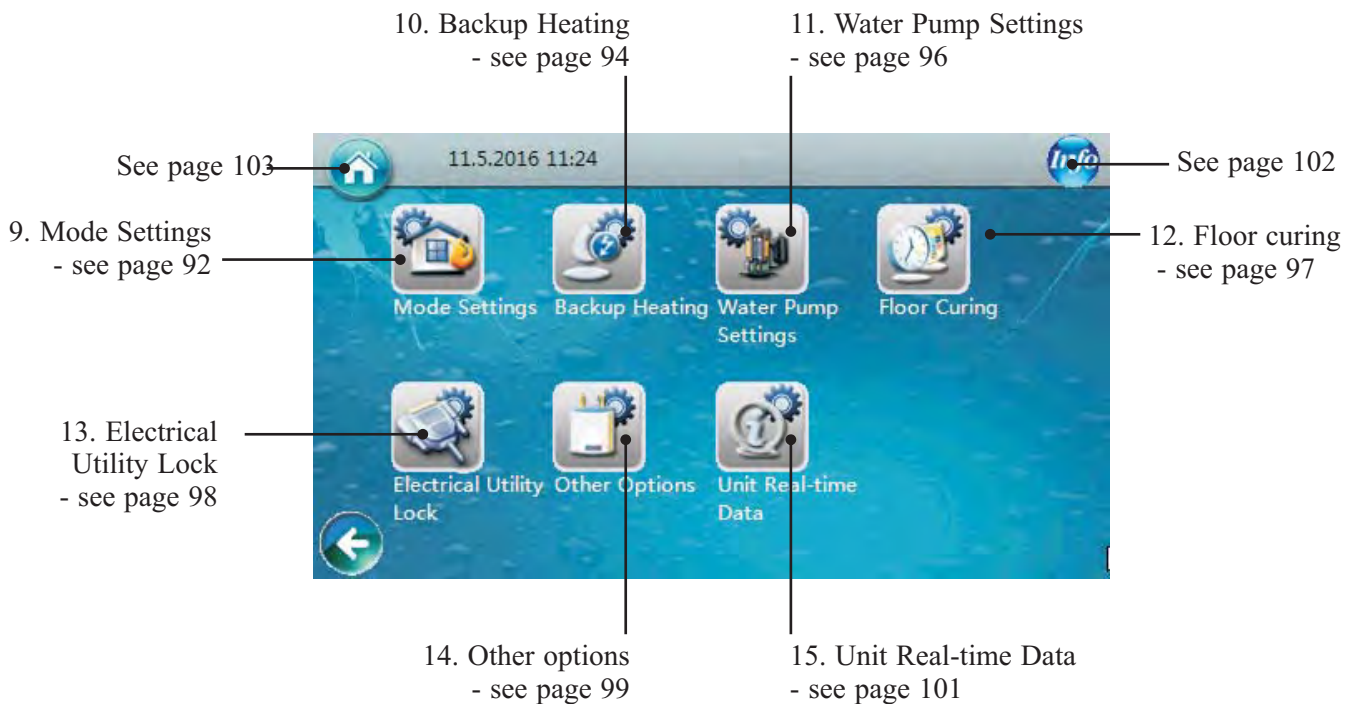 10. Backup Heating
- see page 94
11. Water Pump Settings
- see page 96
See page 103
11.5.2016 11:24
Info
See page 102
9. Mode Settings
- see page 92
12. Floor curing
- see page 97
Mode Settings
Backup Heating
Water Pump
Settings
Floor Curing
13. Electrical
Utility Lock
- see page 98
Electrical Utility
Lock
Other Options
Unit Real-time
Data
14. Other options
- see page 99
15. Unit Real-time Data
- see page 101